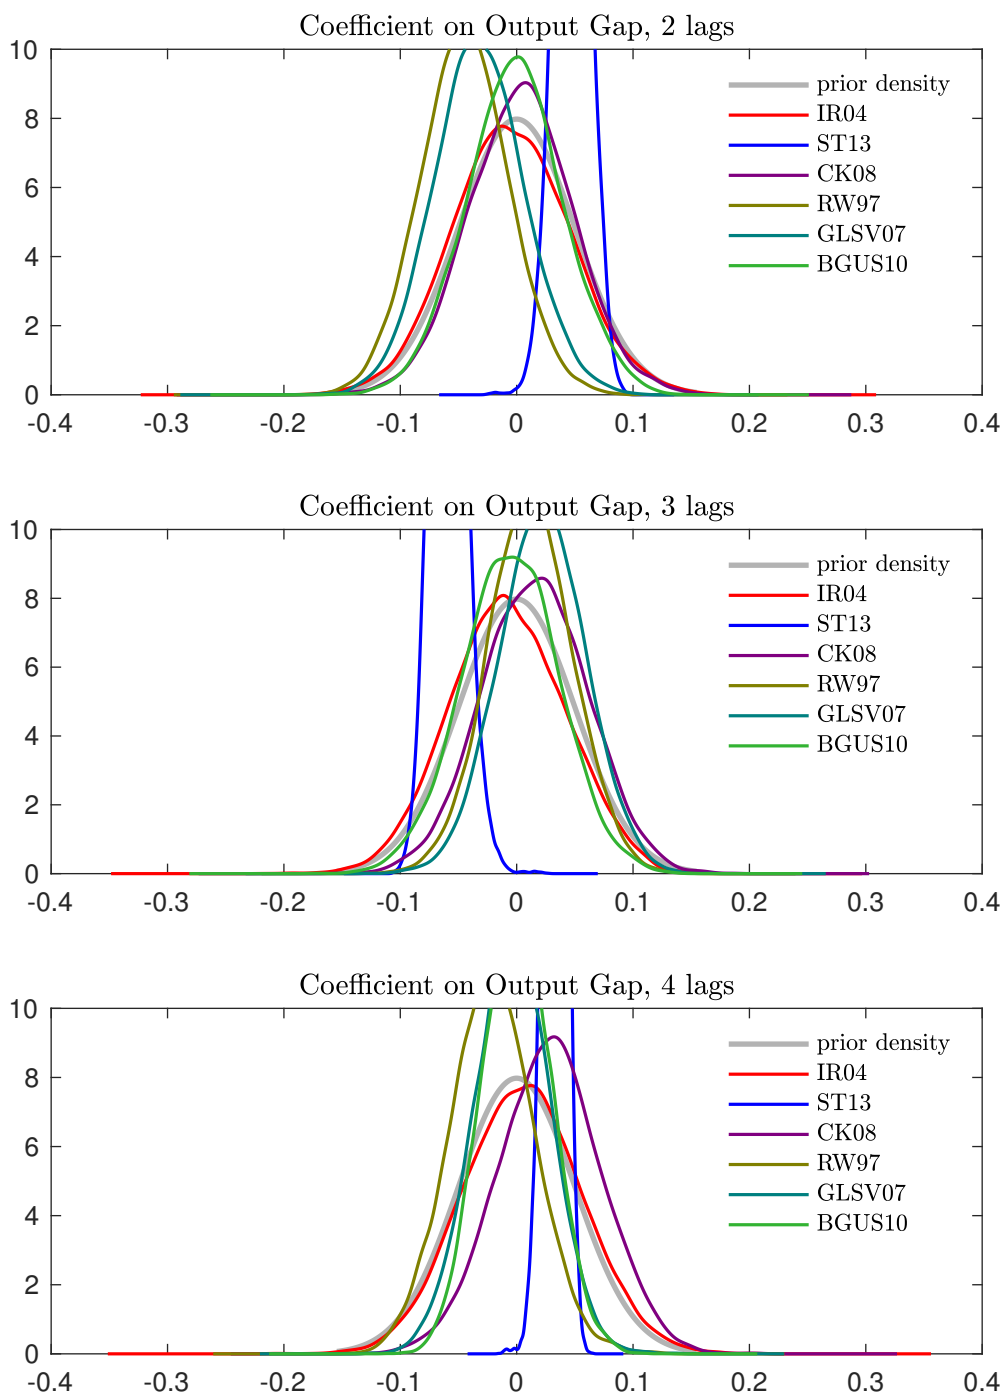 Coefficient on Output Gap, 2 lags
10
8
6
4
2
0
prior density
IR04
ST13
CK08
RW97
GLSV07
BGUS10
-0.4 -0.3 -0.2 -0.1 0 0.1 0.2 0.3 0.4
Coefficient on Output Gap, 3 lags
10
8
6
4
2
0
prior density
IR04
ST13
CK08
RW97
GLSV07
BGUS10
-0.4 -0.3 -0.2 -0.1 0 0.1 0.2 0.3 0.4
Coefficient on Output Gap, 4 lags
10
8
6
4
2
0
prior density
IR04
ST13
CK08
RW97
GLSV07
BGUS10
-0.4 -0.3 -0.2 -0.1 0 0.1 0.2 0.3 0.4